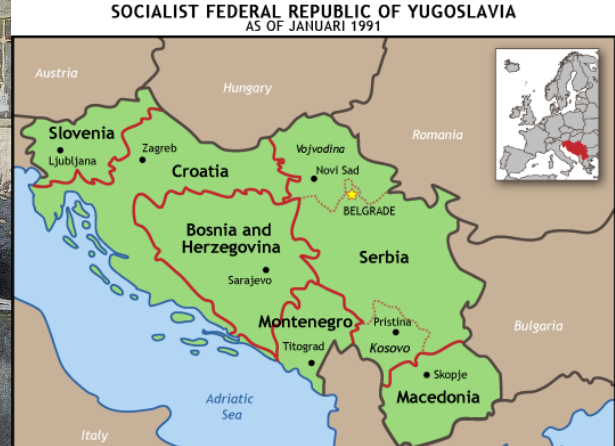 SOCIALIST FEDERAL REPUBLIC OF YUGOSLAVIA
AS OF JANUARI 1991
Austria
Hungary
Romania
Slovenia
Ljubljana
Zagreb
Croatia
Vojvodina
Novi Sad
BELGRADE
Bosnia and
Herzegovina
Sarajevo
Serbia
Montenegro
Titograd
Pristina
Kosovo
Bulgaria
Skopje
Macedonia
Adriatic
Sea
Italy